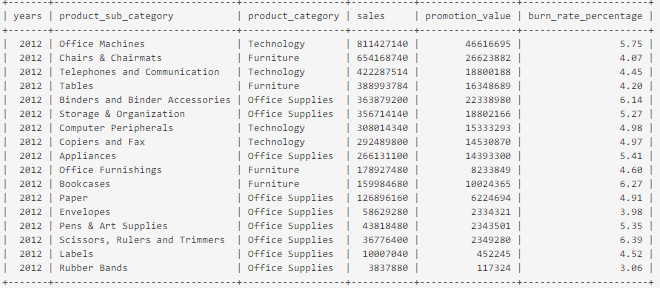 | years | product_sub_category | product_category | sales | promotion_value | burn_rate_percentage |
| 2012 | Office Machines | Technology | 811427140 | 46616695 | 5.75 |
| 2012 | Chairs & Chairmats | Furniture | 654168740 | 26623882 | 4.07 |
| 2012 | Telephones and Communication | Technology | 422287514 | 18800188 | 4.45 |
| 2012 | Tables | Furniture | 388993784 | 16348689 | 4.20 |
| 2012 | Binders and Binder Accessories | Office Supplies | 363879200 | 22338980 | 6.14 |
| 2012 | Storage & Organization | Office Supplies | 356714140 | 18802166 | 5.27 |
| 2012 | Computer Peripherals | Technology | 308014340 | 15333293 | 4.98 |
| 2012 | Copiers and Fax | Technology | 292489800 | 14530870 | 4.97 |
| 2012 | Appliances | Office Supplies | 266131100 | 14393300 | 5.41 |
| 2012 | Office Furnishings | Furniture | 178927480 | 8233849 | 4.60 |
| 2012 | Bookcases | Furniture | 159984680 | 10024365 | 6.27 |
| 2012 | Paper | Office Supplies | 126896160 | 6224694 | 4.91 |
| 2012 | Envelopes | Office Supplies | 58629280 | 2334321 | 3.98 |
| 2012 | Pens & Art Supplies | Office Supplies | 43818480 | 2343501 | 5.35 |
| 2012 | Scissors, Rulers and Trimmers | Office Supplies | 36776400 | 2349280 | 6.39 |
| 2012 | Labels | Office Supplies | 10007040 | 452245 | 4.52 |
| 2012 | Rubber Bands | Office Supplies | 3837880 | 117324 | 3.06 |